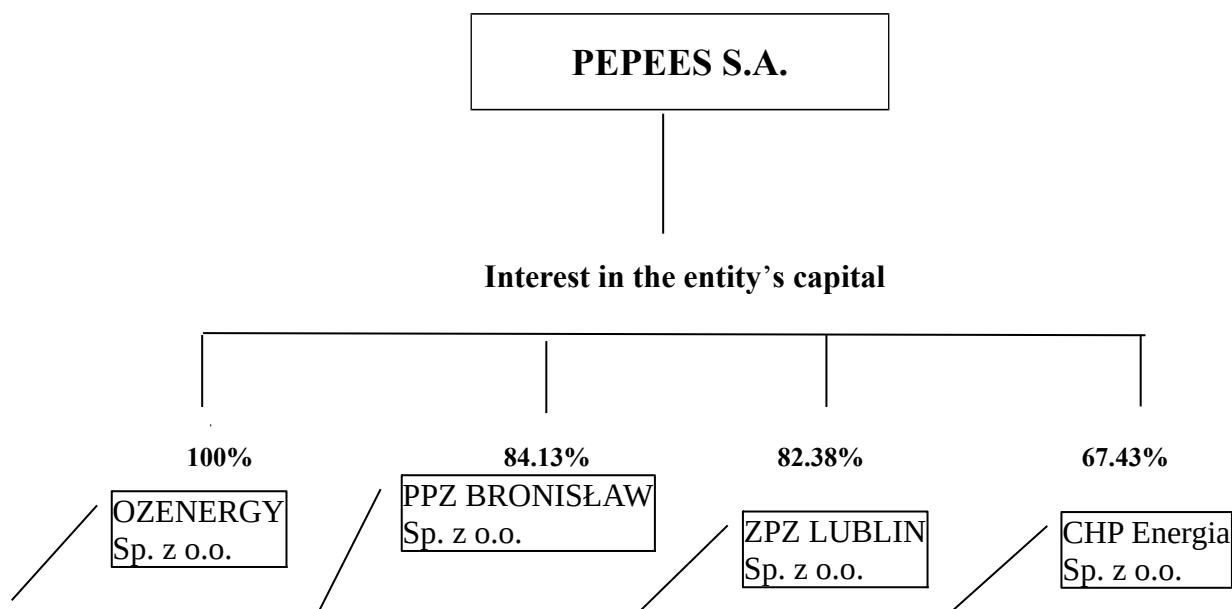 PEPEES S.A.
Interest in the entity's capital
100%
84.13%
82.38%
67.43%
OZENERGY
Sp. z o.o.
PPZ BRONISŁAW
Sp. z o.o.
ZPZ LUBLIN
Sp. z o.o.
CHP Energia
Sp. z o.o.